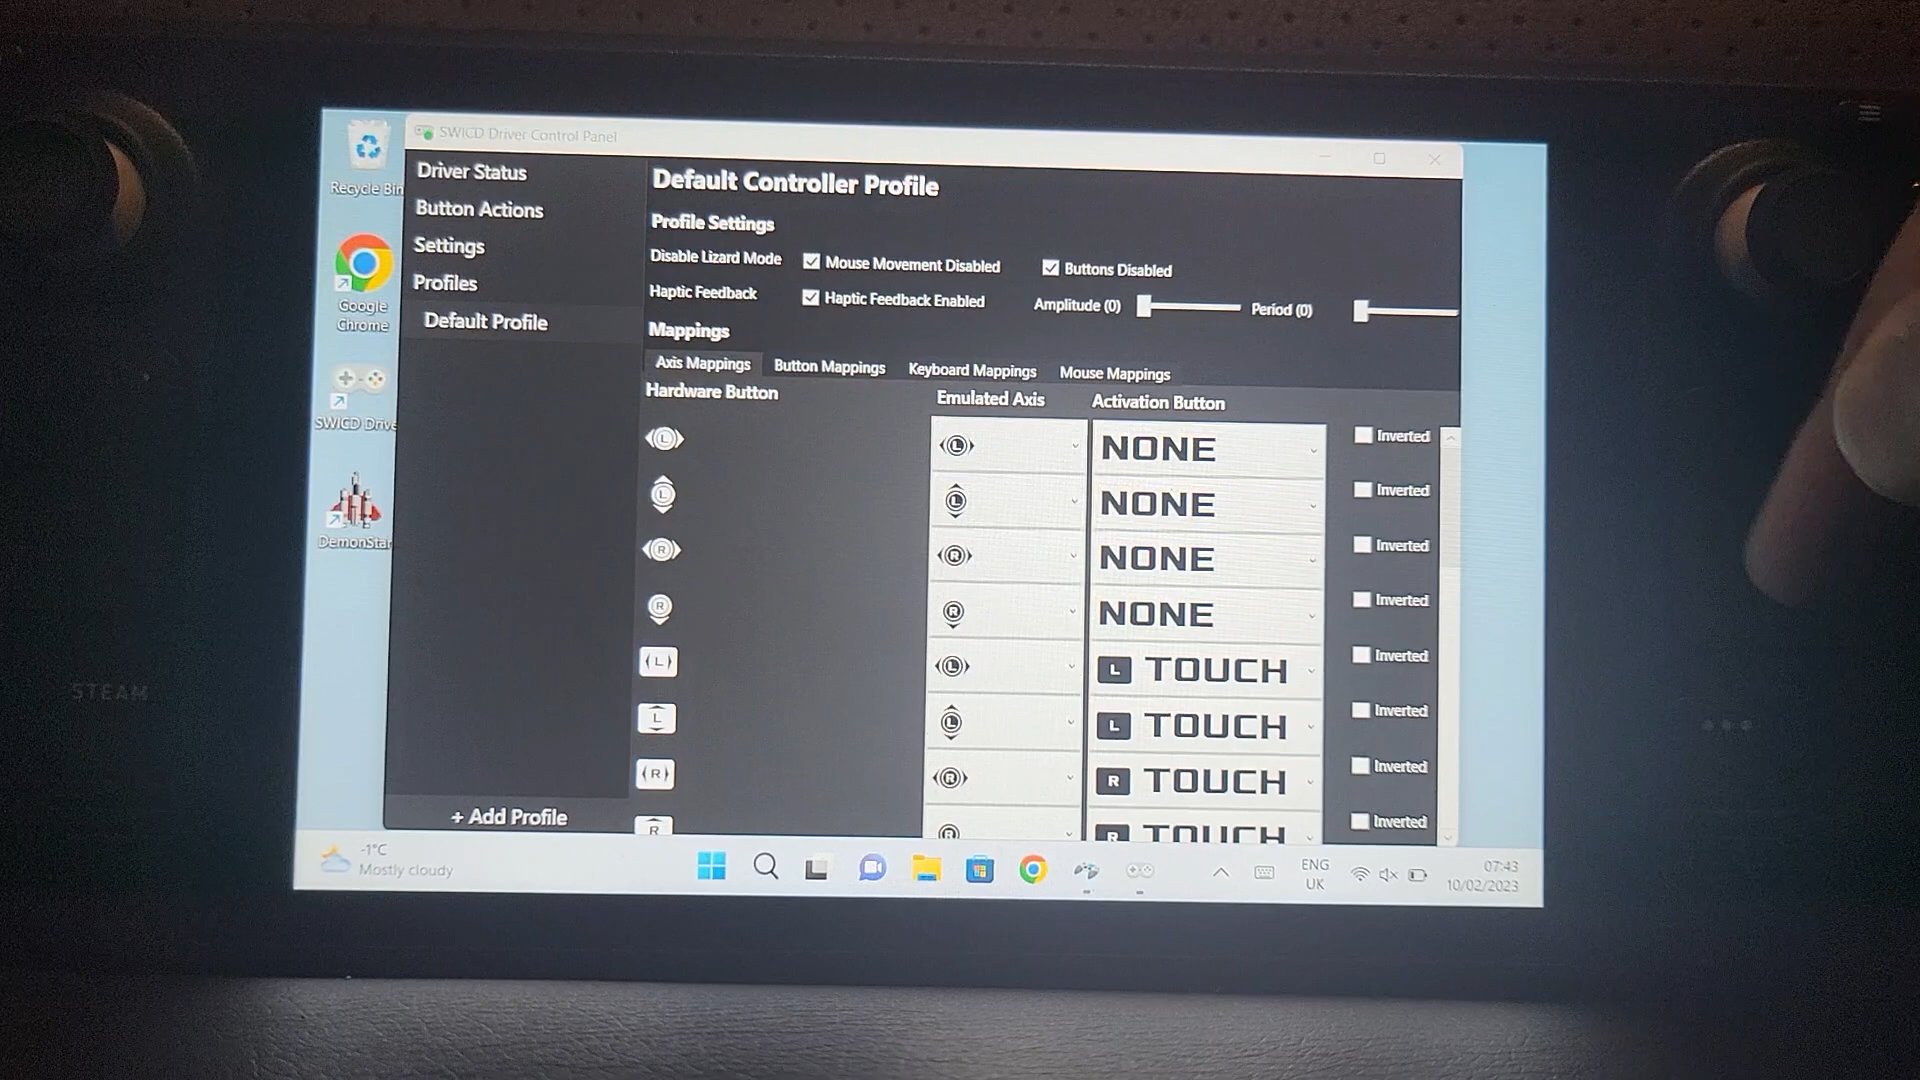 SWICD Driver Control Panel
Recycle Bin
Google
Chrome
SWICD Drive
DemonStar
Driver Status
Button Actions
Settings
Profiles
Default Profile
+ Add Profile
Default Controller Profile
Profile Settings
Disable Lizard Mode Mouse Movement Disabled Buttons Disabled
Haptic Feedback Haptic Feedback Enabled Amplitude (0) Period (0)
Mappings
Axis Mappings Button Mappings Keyboard Mappings Mouse Mappings
Hardware Button Emulated Axis Activation Button
L L NONE Inverted
L L NONE Inverted
R R NONE Inverted
R R NONE Inverted
L L L TOUCH Inverted
L L L TOUCH Inverted
R R R TOUCH Inverted
R R R TOUCH Inverted
STEAM
-1°C
Mostly cloudy
ENG
UK
07:43
10/02/2023